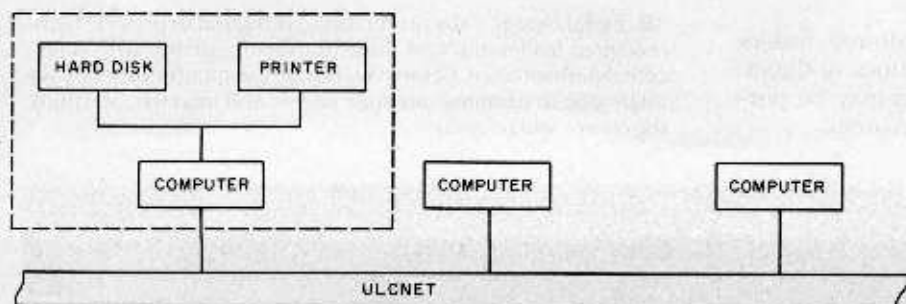 HARD DISK
PRINTER
COMPUTER
COMPUTER
COMPUTER
ULCNET